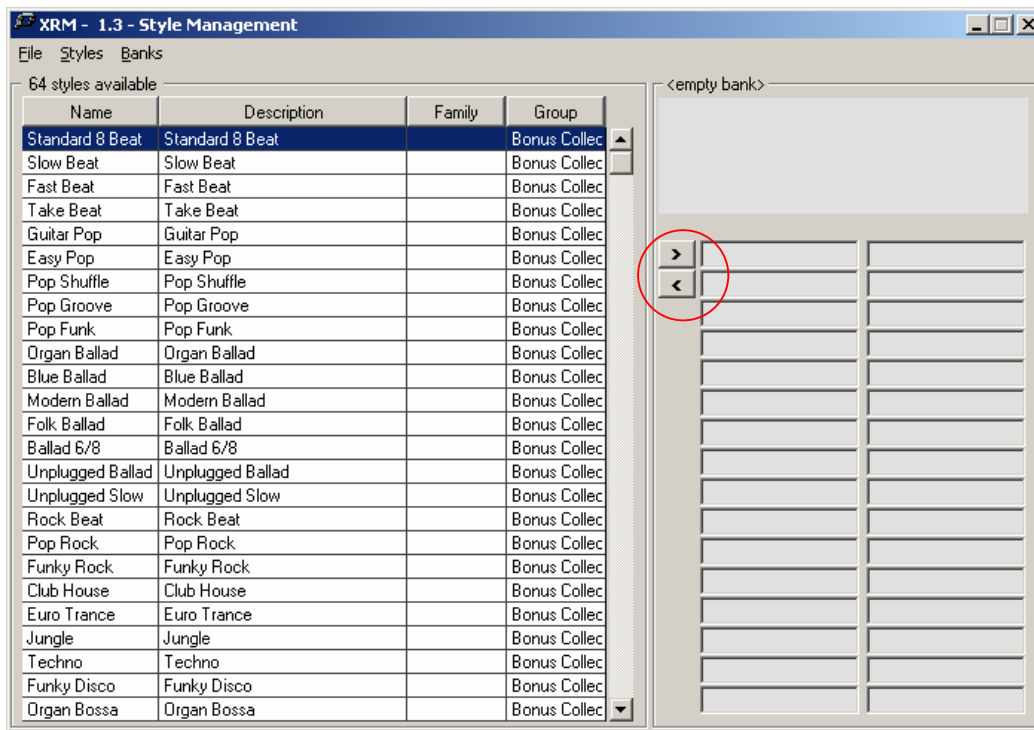 XRM - 1.3 - Style Management
File Styles Banks
64 styles available
<empty bank>
Name Description Family Group
Standard 8 Beat Standard 8 Beat Bonus Collec
Slow Beat Slow Beat Bonus Collec
Fast Beat Fast Beat Bonus Collec
Take Beat Take Beat Bonus Collec
Guitar Pop Guitar Pop Bonus Collec
Easy Pop Easy Pop Bonus Collec >
Pop Shuffle Pop Shuffle Bonus Collec <
Pop Groove Pop Groove Bonus Collec
Pop Funk Pop Funk Bonus Collec
Organ Ballad Organ Ballad Bonus Collec
Blue Ballad Blue Ballad Bonus Collec
Modern Ballad Modern Ballad Bonus Collec
Folk Ballad Folk Ballad Bonus Collec
Ballad 6/8 Ballad 6/8 Bonus Collec
Unplugged Ballad Unplugged Ballad Bonus Collec
Unplugged Slow Unplugged Slow Bonus Collec
Rock Beat Rock Beat Bonus Collec
Pop Rock Pop Rock Bonus Collec
Funky Rock Funky Rock Bonus Collec
Club House Club House Bonus Collec
Euro Trance Euro Trance Bonus Collec
Jungle Jungle Bonus Collec
Techno Techno Bonus Collec
Funky Disco Funky Disco Bonus Collec
Organ Bossa Organ Bossa Bonus Collec